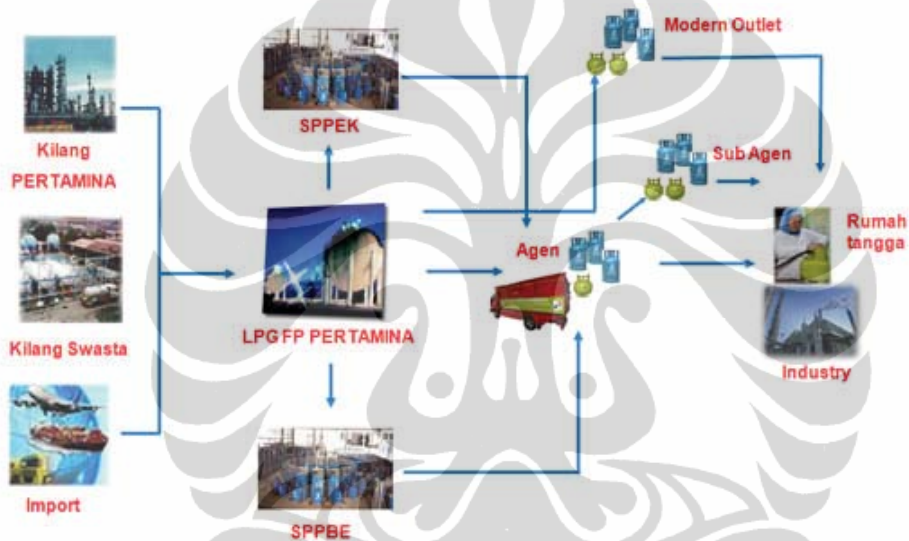 Modern Outlet
SPPEK
Kilang
PERTAMINA
Sub Agen
Rumah
tangga
Agen
LPG FP PERTAMINA
Kilang Swasta
Industry
Import
SPPBE